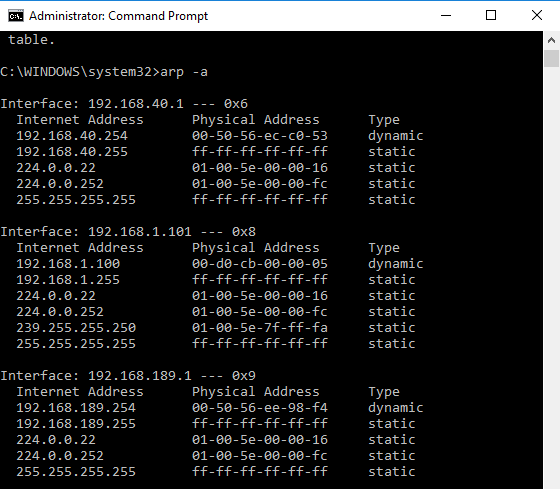 Administrator: Command Prompt
table.
C:\WINDOWS\system32>arp -a
Interface: 192.168.40.1 --- 0x6
Internet Address Physical Address Type
192.168.40.254 00-50-56-ec-c0-53 dynamic
192.168.40.255 ff-ff-ff-ff-ff-ff static
224.0.0.22 01-00-5e-00-00-16 static
224.0.0.252 01-00-5e-00-00-fc static
255.255.255.255 ff-ff-ff-ff-ff-ff static
Interface: 192.168.1.101 --- 0x8
Internet Address Physical Address Type
192.168.1.100 00-d0-cb-00-00-05 dynamic
192.168.1.255 ff-ff-ff-ff-ff-ff static
224.0.0.22 01-00-5e-00-00-16 static
224.0.0.252 01-00-5e-00-00-fc static
239.255.255.250 01-00-5e-7f-ff-fa static
255.255.255.255 ff-ff-ff-ff-ff-ff static
Interface: 192.168.189.1 --- 0x9
Internet Address Physical Address Type
192.168.189.254 00-50-56-ee-98-f4 dynamic
192.168.189.255 ff-ff-ff-ff-ff-ff static
224.0.0.22 01-00-5e-00-00-16 static
224.0.0.252 01-00-5e-00-00-fc static
255.255.255.255 ff-ff-ff-ff-ff-ff static